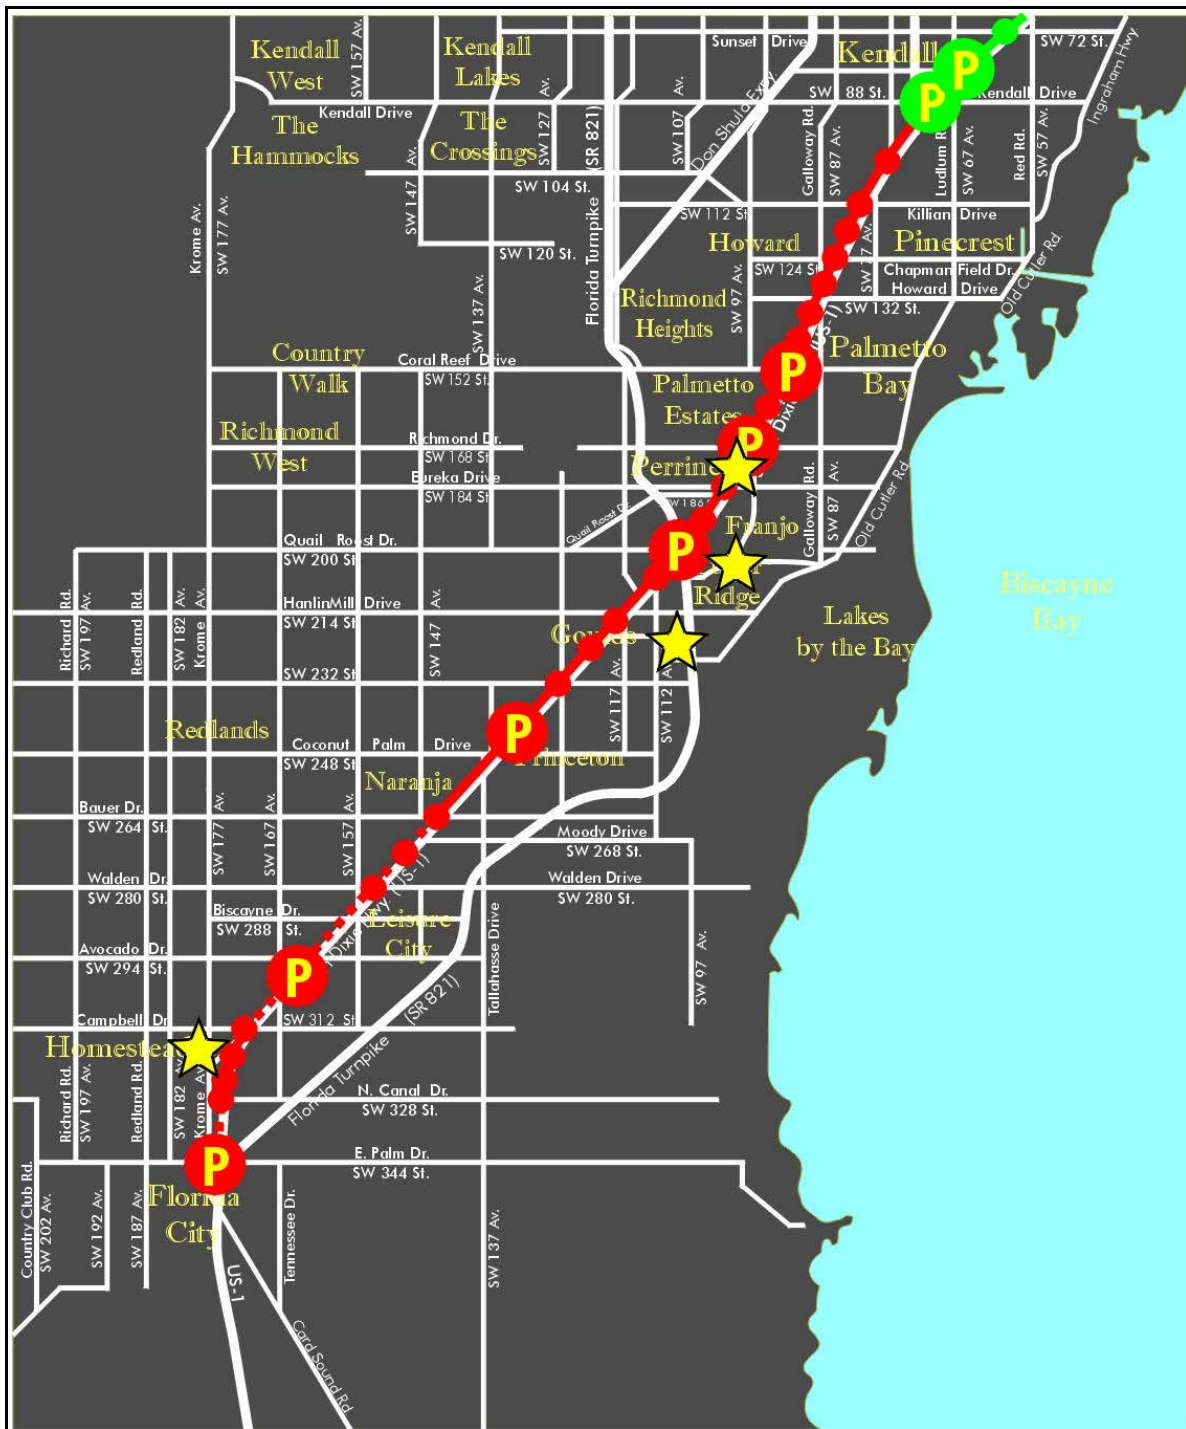 Kendall
West
SW 157 Av.
Kendall
Lakes
Sunset Drive
Kendall
SW 72 St.
Ingraham Hwy.
Kendall Drive
The
Hammocks
The
Crossings
SW 127 Av.
(SR 821)
SW 107 Av.
Don Shula Expy.
SW 88 St.
Kendall Drive
P
P
Galloway Rd.
SW 87 Av.
SW 67 Av.
Red Rd.
SW 57 Av.
SW 147 Av.
SW 104 St.
Krome Av.
SW 177 Av.
SW 112 St
Killian Drive
Howard
Pinecrest
SW 120 St.
Florida Turnpike
SW 97 Av.
SW 124 St
Chapman Field Dr.
Howard Drive
Old Cutler Rd.
SW 137 Av.
Richmond
Heights
SW 132 St.
(US-1)
Country
Walk
Coral Reef Drive
SW 152 St.
Palmetto
Bay
P
Palmetto
Estates
Richmond
West
Richmond Dr.
SW 168 St.
P
Perrine
Eureka Drive
SW 184 St.
Galloway Rd.
SW 87 Av.
Old Cutler Rd
Franjo
Quail Roost Dr.
SW 200 St.
Quail Roost Dr
P
Ridge
Biscayne
Bay
Richard Rd.
SW 197 Av.
Redland Rd.
SW 182 Av.
Krome Av.
HanlinMill Drive
SW 214 St.
SW 147 Av.
Lakes
by the Bay
SW 232 St.
SW 117 Av.
SW 112 Av.
Redlands
P
Coconut Palm Drive
SW 248 St.
Princeton
Naranja
Bauer Dr.
SW 264 St.
SW 177 Av.
SW 167 Av.
SW 157 Av.
Moody Drive
SW 268 St.
Walden Dr.
SW 280 St.
Walden Drive
SW 280 St.
Biscayne Dr.
SW 288 St.
Leisure
City
Avocado Dr.
SW 294 St.
P
Tallahasse Drive
SW 97 Av.
(SR 821)
Campbell Dr
SW 312 St
Homestead
Florida Turnpike
Richard Rd.
SW 197 Av.
Redland Rd.
SW 182 Av.
Krome Av.
N. Canal Dr.
SW 328 St.
E. Palm Dr.
SW 344 St.
P
Florida
City
Country Club Rd.
SW 202 Av.
SW 192 Av.
SW 187 Av.
Tennessee Dr.
SW 137 Av.
US-1
Card Sound Rd